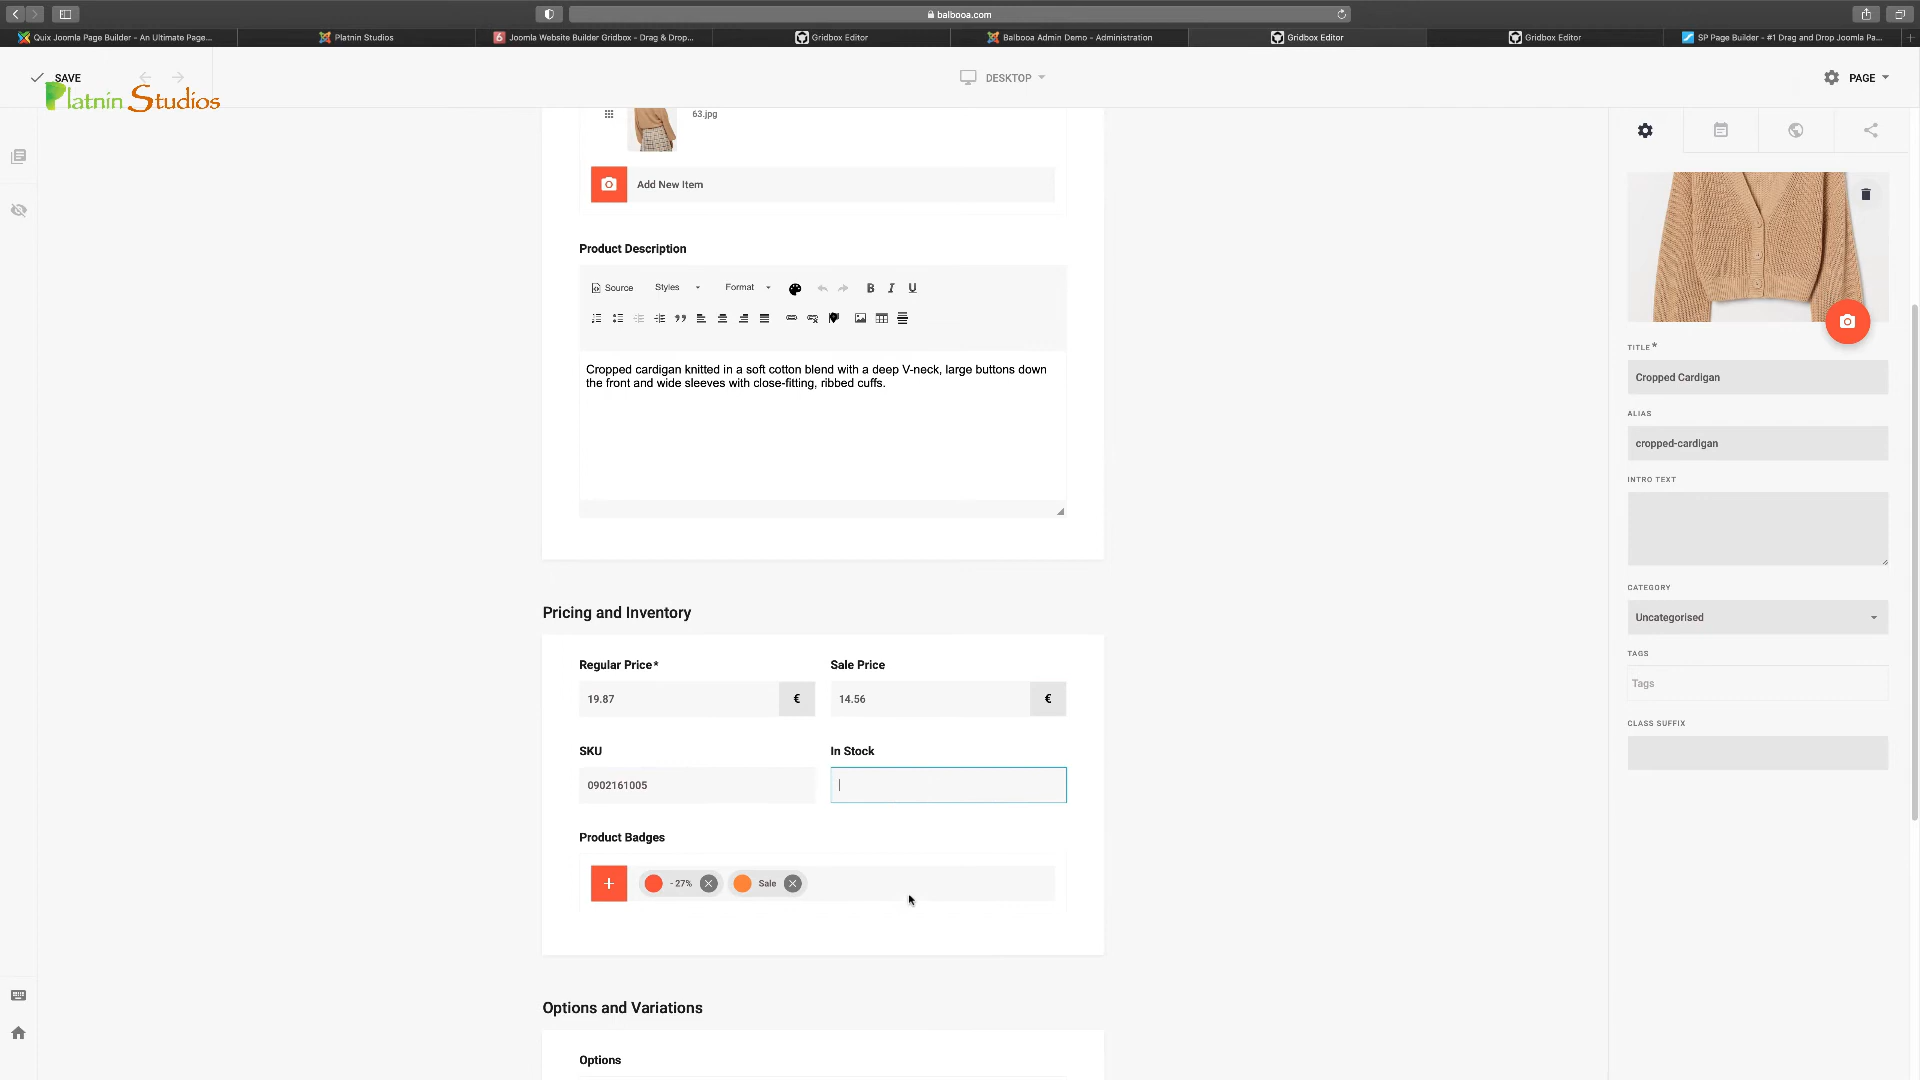 balbooa.com
Quix Joomla Page Builder - An Ultimate Page...
Platnin Studios
Joomla Website Builder Gridbox - Drag & Drop...
Gridbox Editor
Balbooa Admin Demo - Administration
Gridbox Editor
Gridbox Editor
SP Page Builder - #1 Drag and Drop Joomla Pa...
SAVE
Platnin Studios
DESKTOP
PAGE
63.jpg
Add New Item
Product Description
Source
Styles
Format
B I U
Cropped cardigan knitted in a soft cotton blend with a deep V-neck, large buttons down
the front and wide sleeves with close-fitting, ribbed cuffs.
Pricing and Inventory
Regular Price*
Sale Price
19.87 €
14.56 €
SKU
In Stock
0902161005
Product Badges
- 27%
Sale
Options and Variations
Options
TITLE*
Cropped Cardigan
ALIAS
cropped-cardigan
INTRO TEXT
CATEGORY
Uncategorised
TAGS
Tags
CLASS SUFFIX